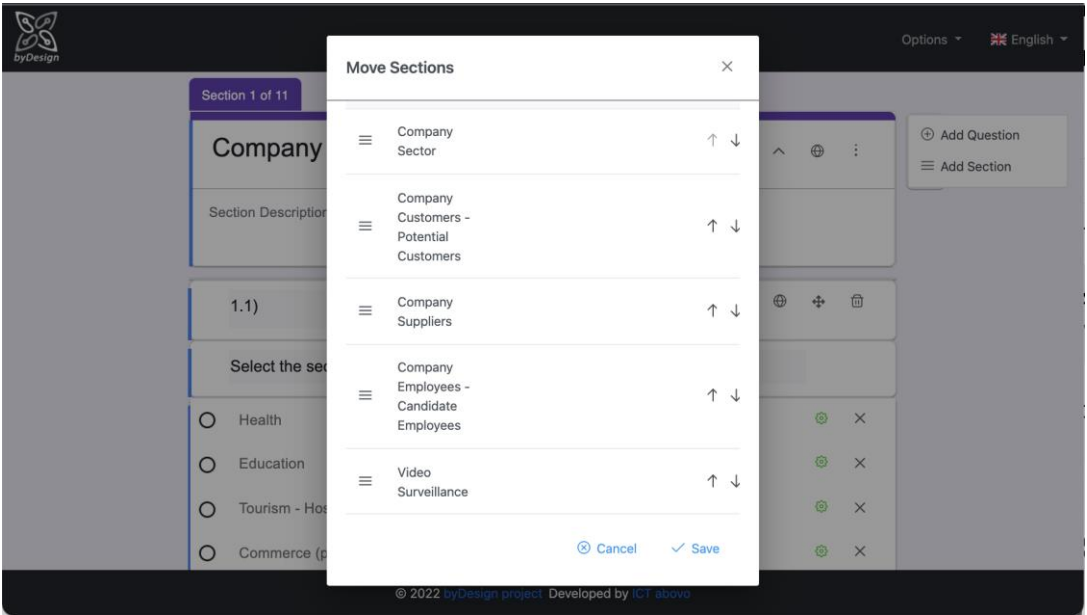 byDesign
Options
English
Move Sections
Section 1 of 11
Company
Section Description
Company
Sector
Company
Customers -
Potential
Customers
Company
Suppliers
Company
Employees -
Candidate
Employees
Video
Surveillance
Cancel
Save
Add Question
Add Section
1.1)
Select the sec
Health
Education
Tourism - Hos
Commerce (p
© 2022 byDesign project Developed by ICT abovo